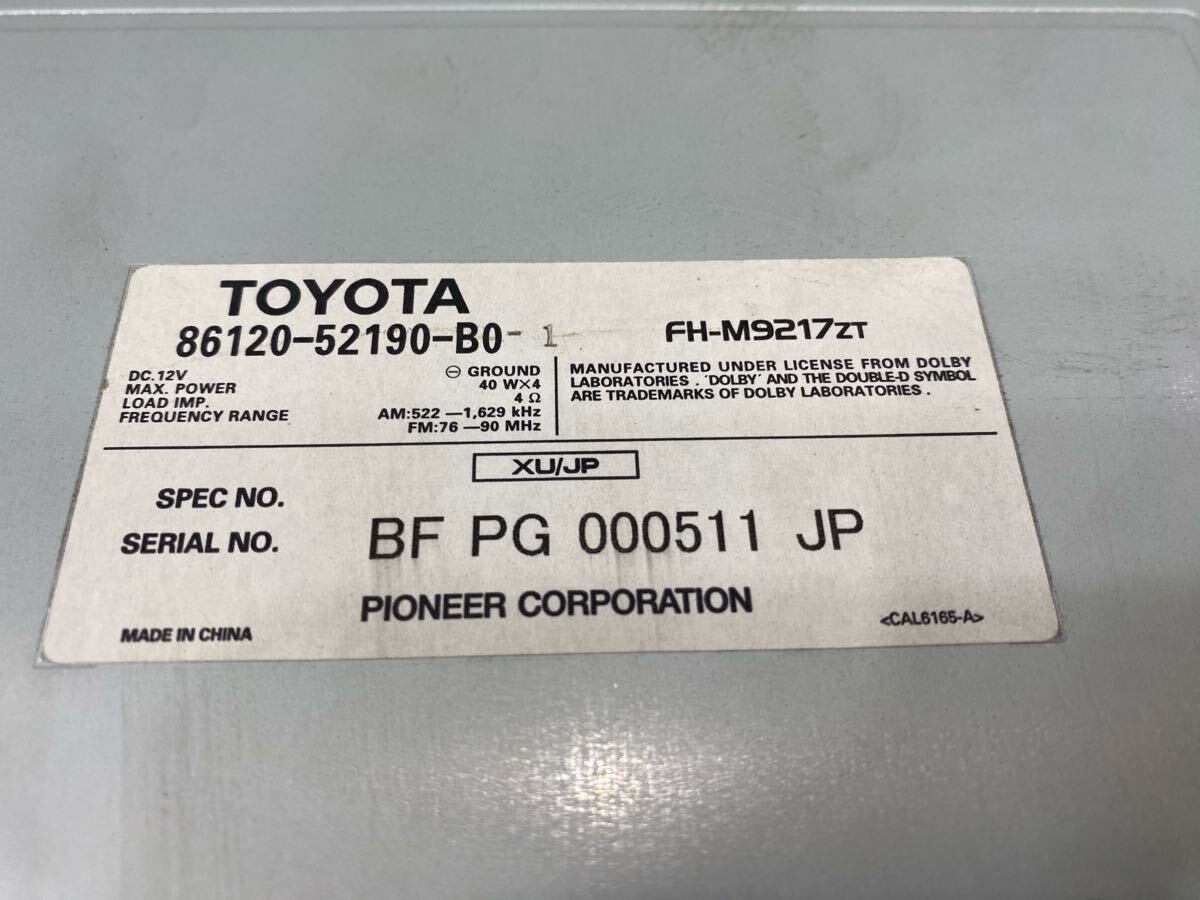 TOYOTA
86120-52190-B0-1
FH-M9217ZT
DC.12V ⊖ GROUND
MAX. POWER 40 W×4
LOAD IMP. 4 Ω
FREQUENCY RANGE AM:522 —1,629 kHz
FM:76 —90 MHz
MANUFACTURED UNDER LICENSE FROM DOLBY
LABORATORIES . 'DOLBY' AND THE DOUBLE-D SYMBOL
ARE TRADEMARKS OF DOLBY LABORATORIES .
XU/JP
SPEC NO.
SERIAL NO. BF PG 000511 JP
PIONEER CORPORATION
MADE IN CHINA
<CAL6165-A>